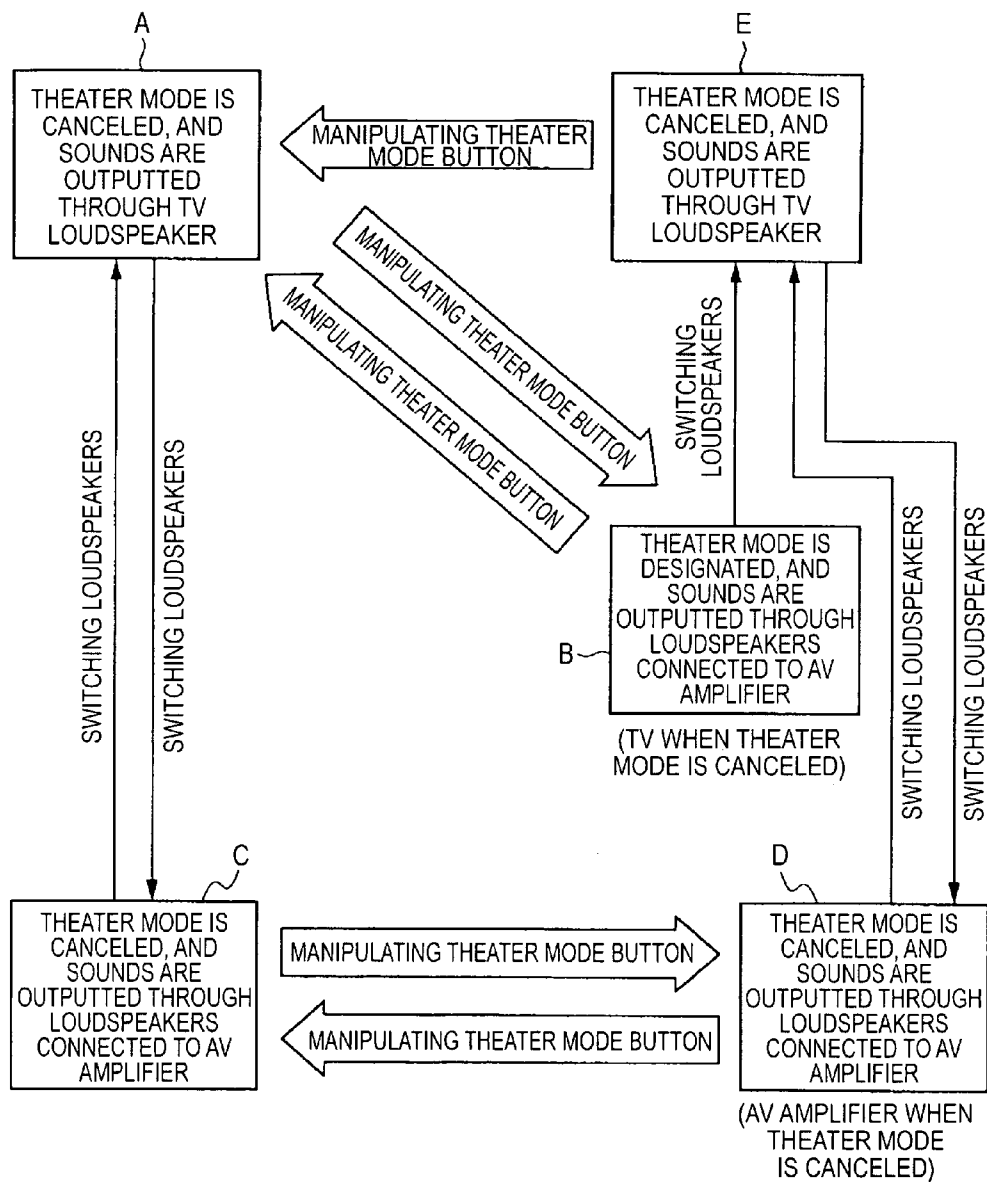 A
THEATER MODE IS
CANCELED, AND
SOUNDS ARE
OUTPUTTED
THROUGH TV
LOUDSPEAKER
MANIPULATING THEATER
MODE BUTTON
E
THEATER MODE IS
CANCELED, AND
SOUNDS ARE
OUTPUTTED
THROUGH TV
LOUDSPEAKER
MANIPULATING THEATER MODE BUTTON
MANIPULATING THEATER MODE BUTTON
SWITCHING
LOUDSPEAKERS
SWITCHING LOUDSPEAKERS
SWITCHING LOUDSPEAKERS
B
THEATER MODE IS
DESIGNATED, AND
SOUNDS ARE
OUTPUTTED THROUGH
LOUDSPEAKERS
CONNECTED TO AV
AMPLIFIER
(TV WHEN THEATER
MODE IS CANCELED)
SWITCHING LOUDSPEAKERS
SWITCHING LOUDSPEAKERS
C
THEATER MODE IS
CANCELED, AND
SOUNDS ARE
OUTPUTTED THROUGH
LOUDSPEAKERS
CONNECTED TO AV
AMPLIFIER
MANIPULATING THEATER MODE BUTTON
MANIPULATING THEATER MODE BUTTON
D
THEATER MODE IS
CANCELED, AND
SOUNDS ARE
OUTPUTTED THROUGH
LOUDSPEAKERS
CONNECTED TO AV
AMPLIFIER
(AV AMPLIFIER WHEN
THEATER MODE
IS CANCELED)